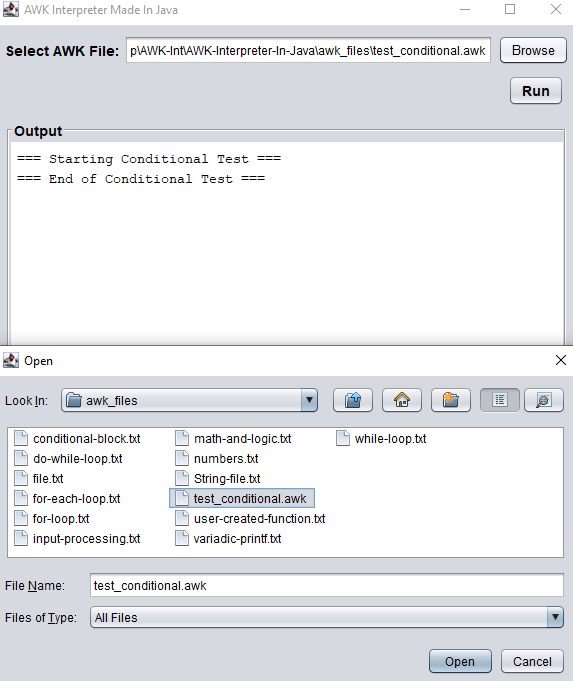 AWK Interpreter Made In Java
Select AWK File: p\AWK-Int\AWK-Interpreter-In-Java\awk_files\test_conditional.awk Browse
Run
Output
=== Starting Conditional Test ===
=== End of Conditional Test ===
Open
Look In: awk_files
conditional-block.txt math-and-logic.txt while-loop.txt
do-while-loop.txt numbers.txt
file.txt String-file.txt
for-each-loop.txt test_conditional.awk
for-loop.txt user-created-function.txt
input-processing.txt variadic-printf.txt
File Name: test_conditional.awk
Files of Type: All Files
Open Cancel